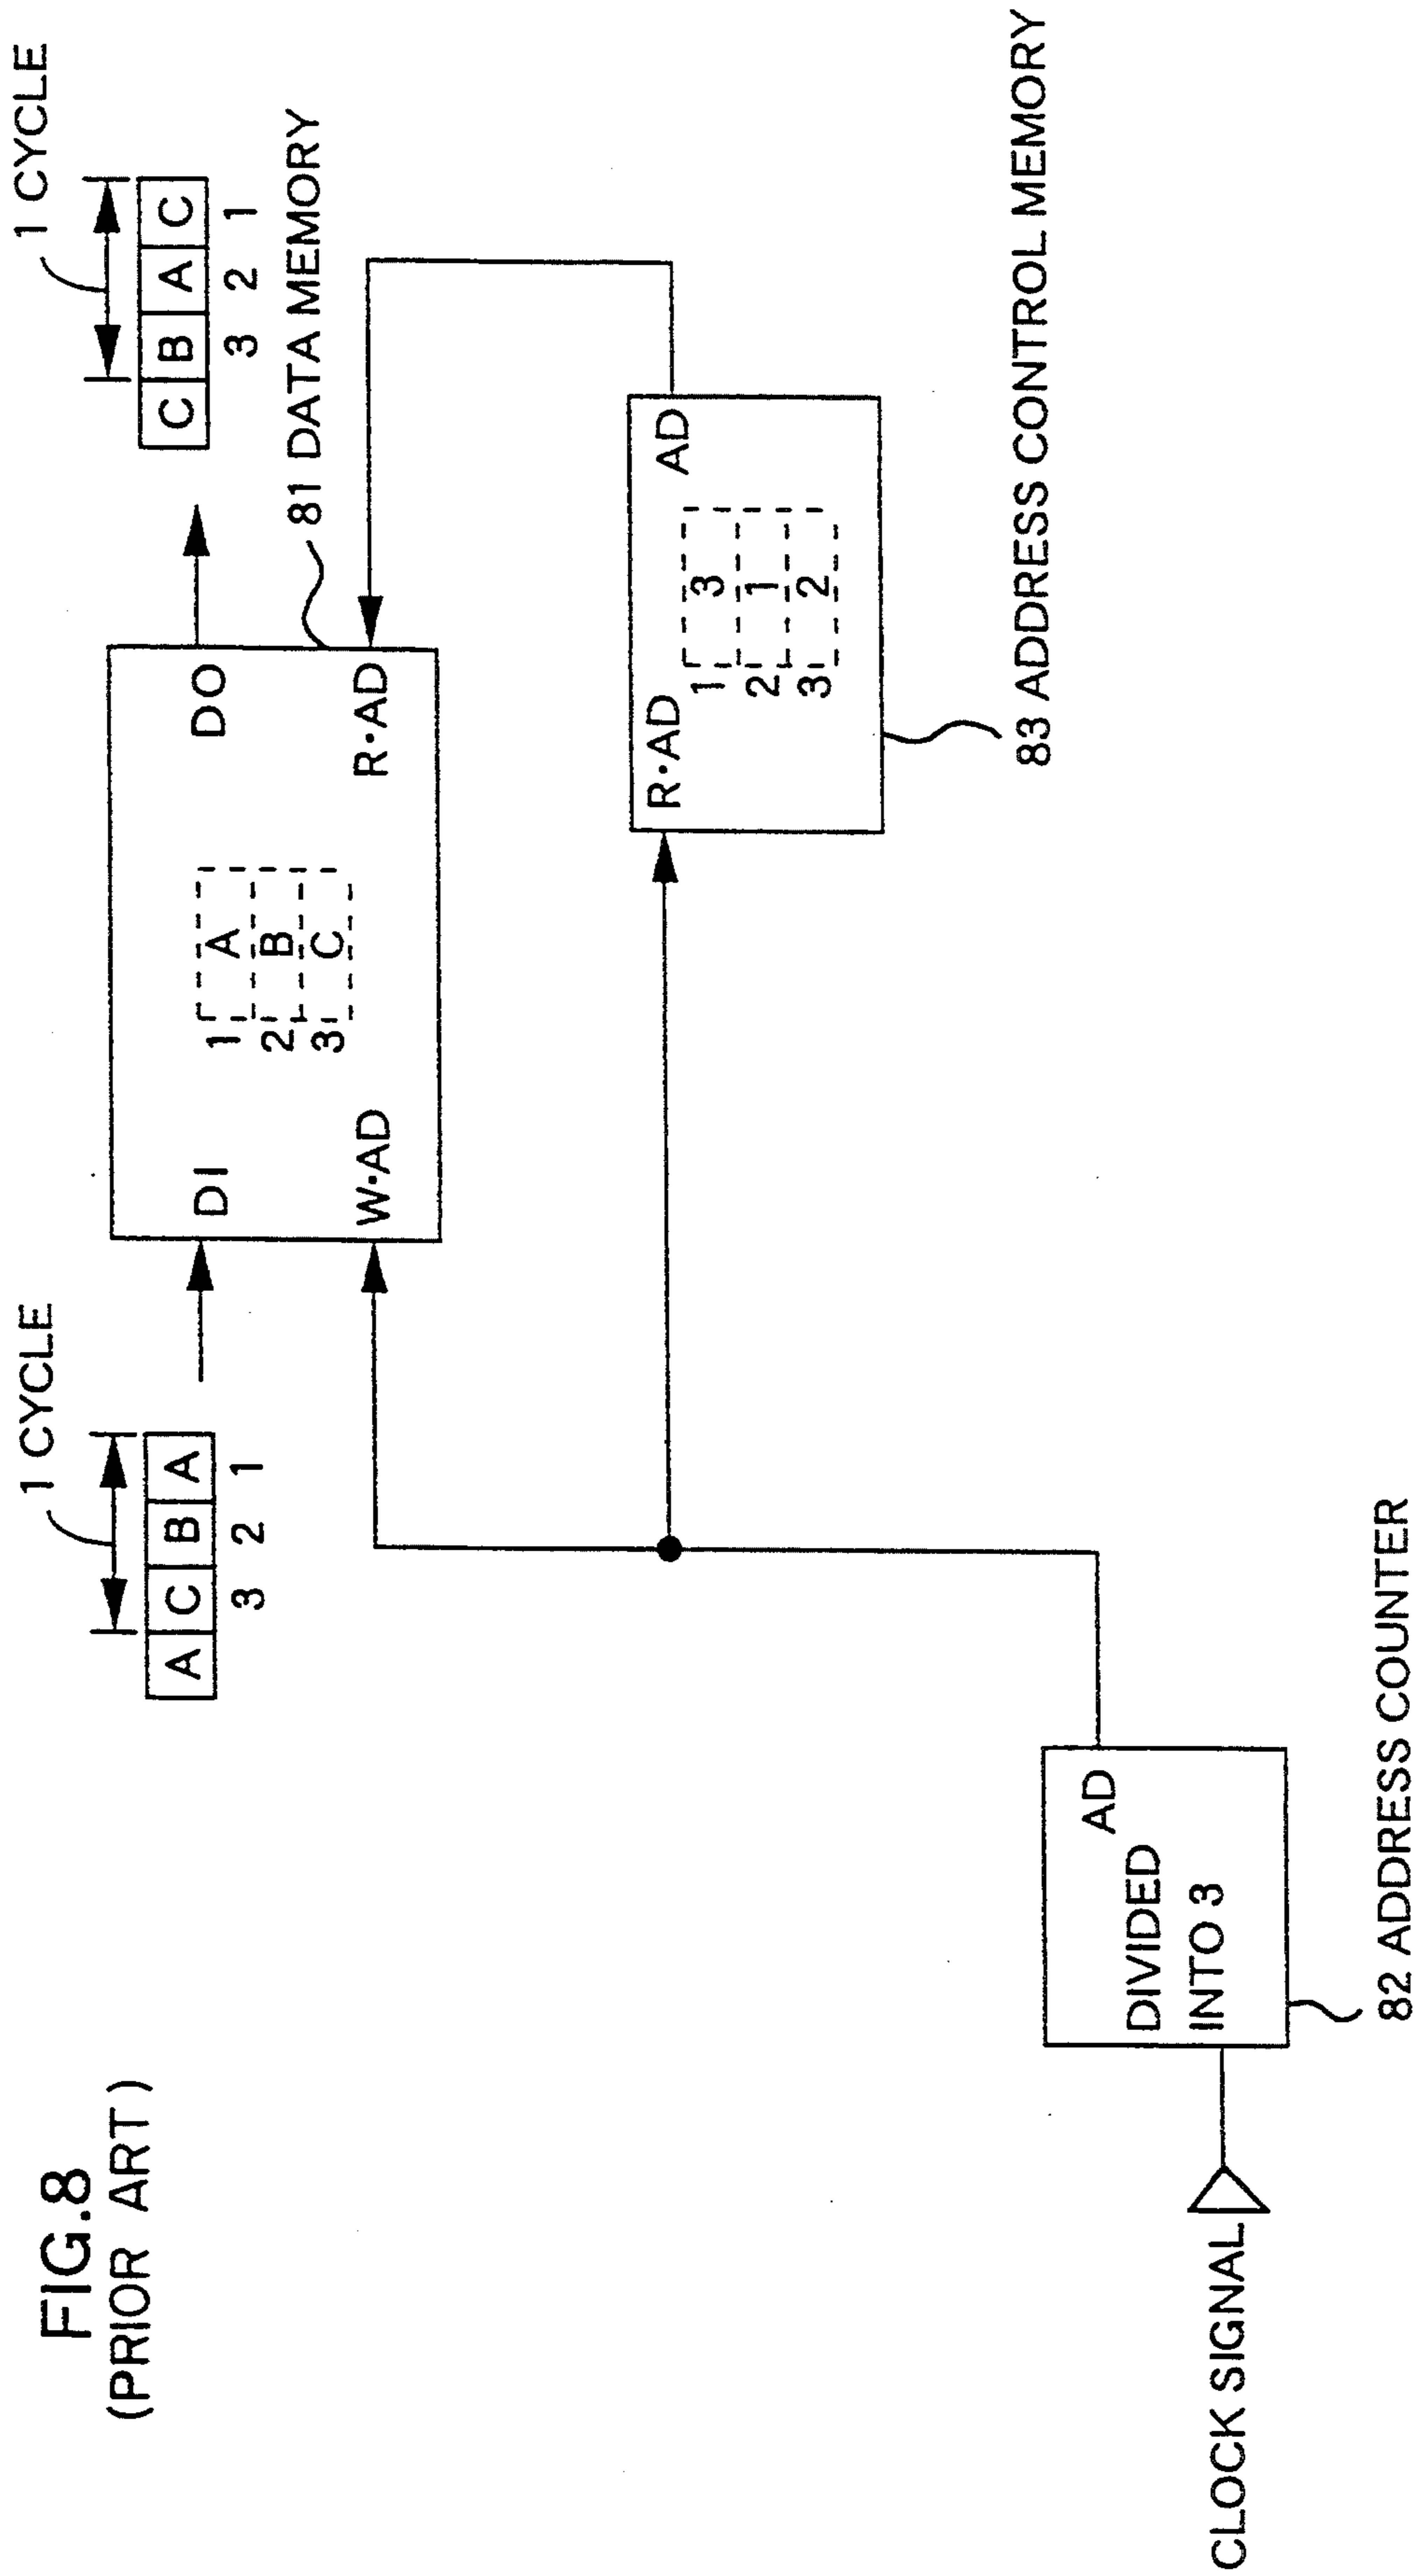 FIG.8
(PRIOR ART)
1 CYCLE
A C B A
3 2 1
1 CYCLE
C B A C
3 2 1
DI
DO
1 A
2 B
3 C
W·AD
R·AD
81 DATA MEMORY
R·AD
AD
1 3
2 1
3 2
83 ADDRESS CONTROL MEMORY
AD
DIVIDED
INTO 3
CLOCK SIGNAL
82 ADDRESS COUNTER